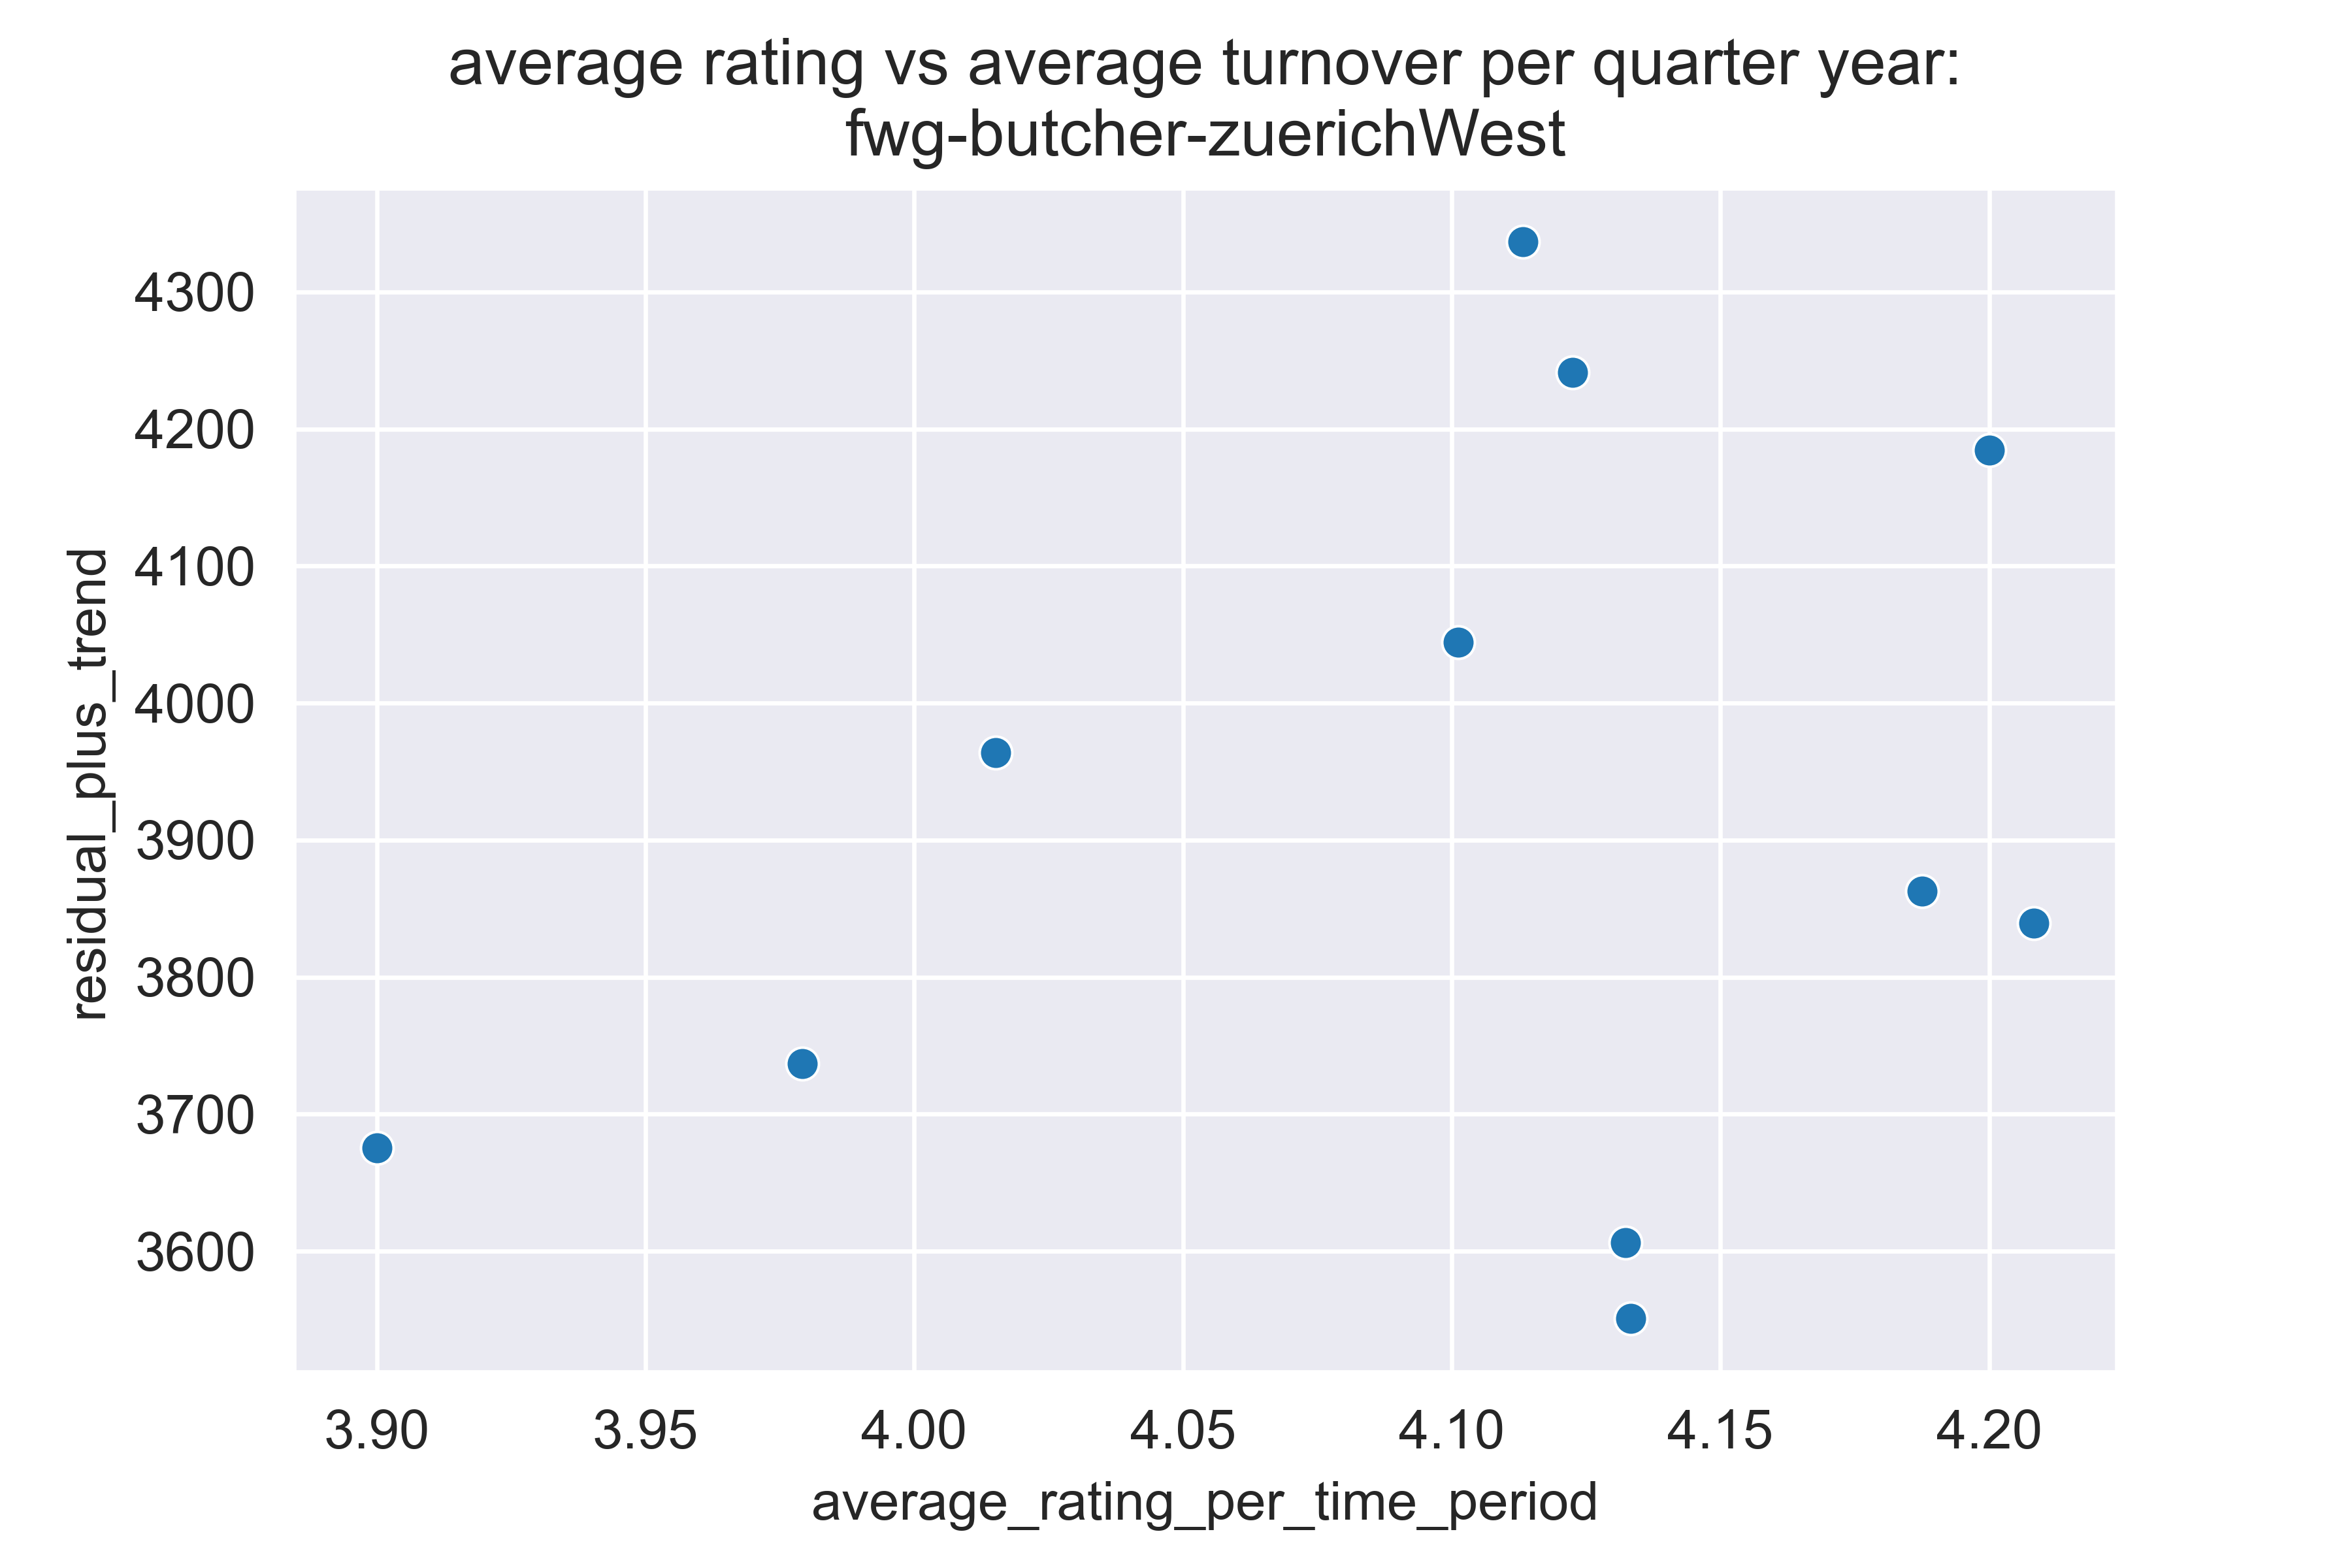 average rating vs average turnover per quarter year:
fwg-butcher-zuerichWest
residual_plus_trend
4300
4200
4100
4000
3900
3800
3700
3600
3.90 3.95 4.00 4.05 4.10 4.15 4.20
average_rating_per_time_period